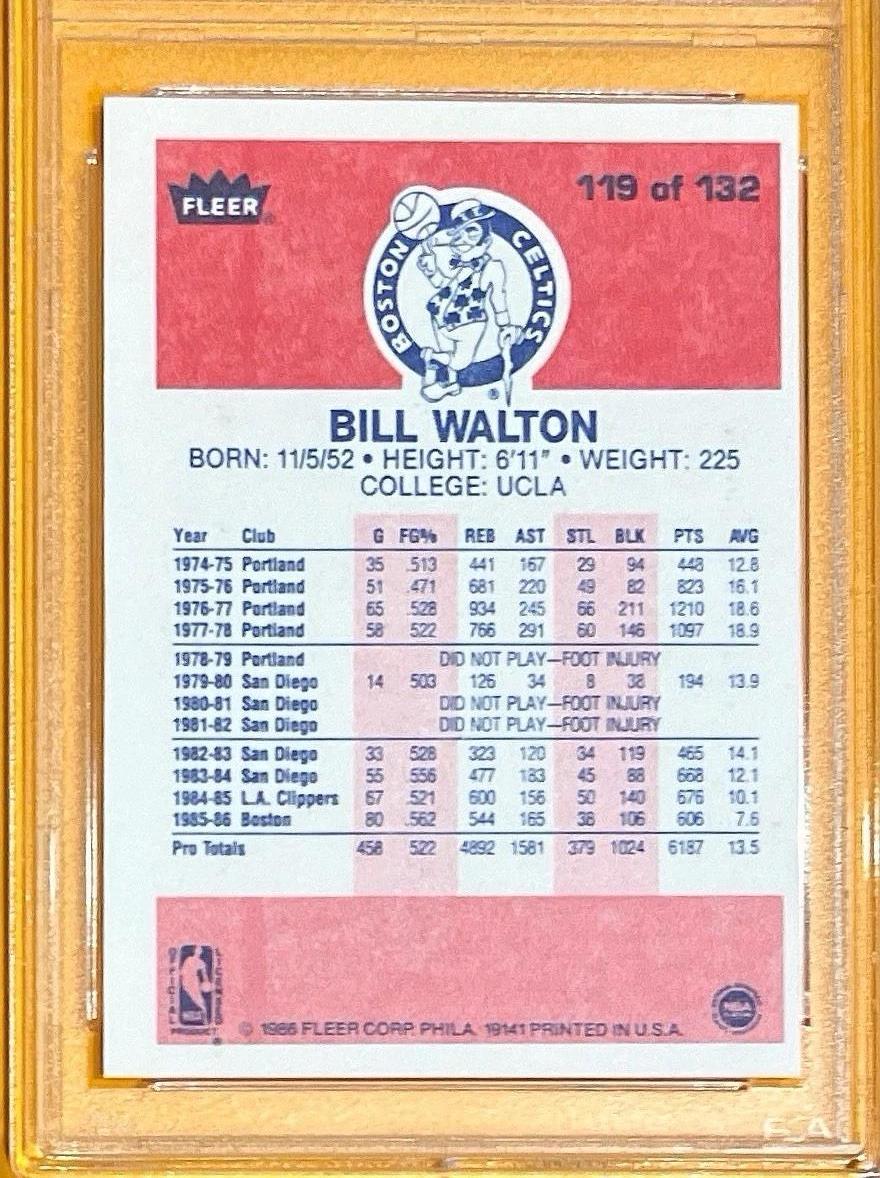 119 of 132
FLEER®
BOSTON CELTICS
®
BILL WALTON
BORN: 11/5/52 • HEIGHT: 6'11" • WEIGHT: 225
COLLEGE: UCLA
Year Club G FG% REB AST STL BLK PTS AVG
1974-75 Portland 35 .513 441 167 29 94 448 12.8
1975-76 Portland 51 .471 681 220 49 82 823 16.1
1976-77 Portland 65 .528 934 245 66 211 1210 18.6
1977-78 Portland 58 .522 766 291 60 146 1097 18.9
1978-79 Portland DID NOT PLAY—FOOT INJURY
1979-80 San Diego 14 .503 126 34 8 38 194 13.9
1980-81 San Diego DID NOT PLAY—FOOT INJURY
1981-82 San Diego DID NOT PLAY—FOOT INJURY
1982-83 San Diego 33 .528 323 120 34 119 465 14.1
1983-84 San Diego 55 .556 477 183 45 88 668 12.1
1984-85 L.A. Clippers 67 .521 600 156 50 140 676 10.1
1985-86 Boston 80 .562 544 165 38 106 606 7.6
Pro Totals 458 .522 4892 1581 379 1024 6187 13.5
OFFICIAL LICENSED
NBA
PRODUCT®
© 1986 FLEER CORP. PHILA. 19141 PRINTED IN U.S.A.
NBA